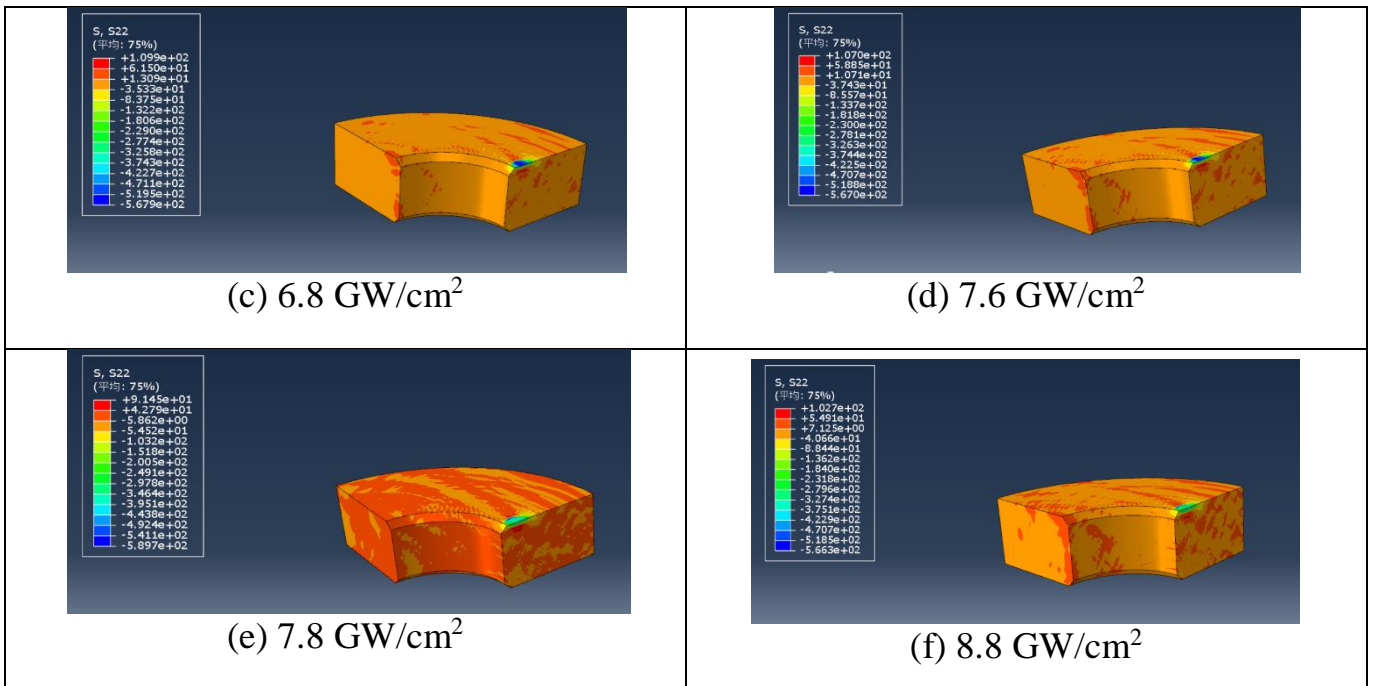 S, S22
(平均: 75%)
+1.099e+02
+6.150e+01
+1.309e+01
-3.533e+01
-8.375e+01
-1.322e+02
-1.806e+02
-2.290e+02
-2.774e+02
-3.258e+02
-3.743e+02
-4.227e+02
-4.711e+02
-5.195e+02
-5.679e+02
(c) 6.8 GW/cm²
S, S22
(平均: 75%)
+1.070e+02
+5.885e+01
+1.071e+01
-3.743e+01
-8.557e+01
-1.337e+02
-1.818e+02
-2.300e+02
-2.781e+02
-3.263e+02
-3.744e+02
-4.225e+02
-4.707e+02
-5.188e+02
-5.670e+02
(d) 7.6 GW/cm²
S, S22
(平均: 75%)
+9.145e+01
+4.279e+01
-5.862e+00
-5.452e+01
-1.032e+02
-1.518e+02
-2.005e+02
-2.491e+02
-2.978e+02
-3.464e+02
-3.951e+02
-4.438e+02
-4.924e+02
-5.411e+02
-5.897e+02
(e) 7.8 GW/cm²
S, S22
(平均: 75%)
+1.027e+02
+5.491e+01
+7.125e+00
-4.066e+01
-8.844e+01
-1.362e+02
-1.840e+02
-2.318e+02
-2.796e+02
-3.274e+02
-3.751e+02
-4.229e+02
-4.707e+02
-5.185e+02
-5.663e+02
(f) 8.8 GW/cm²